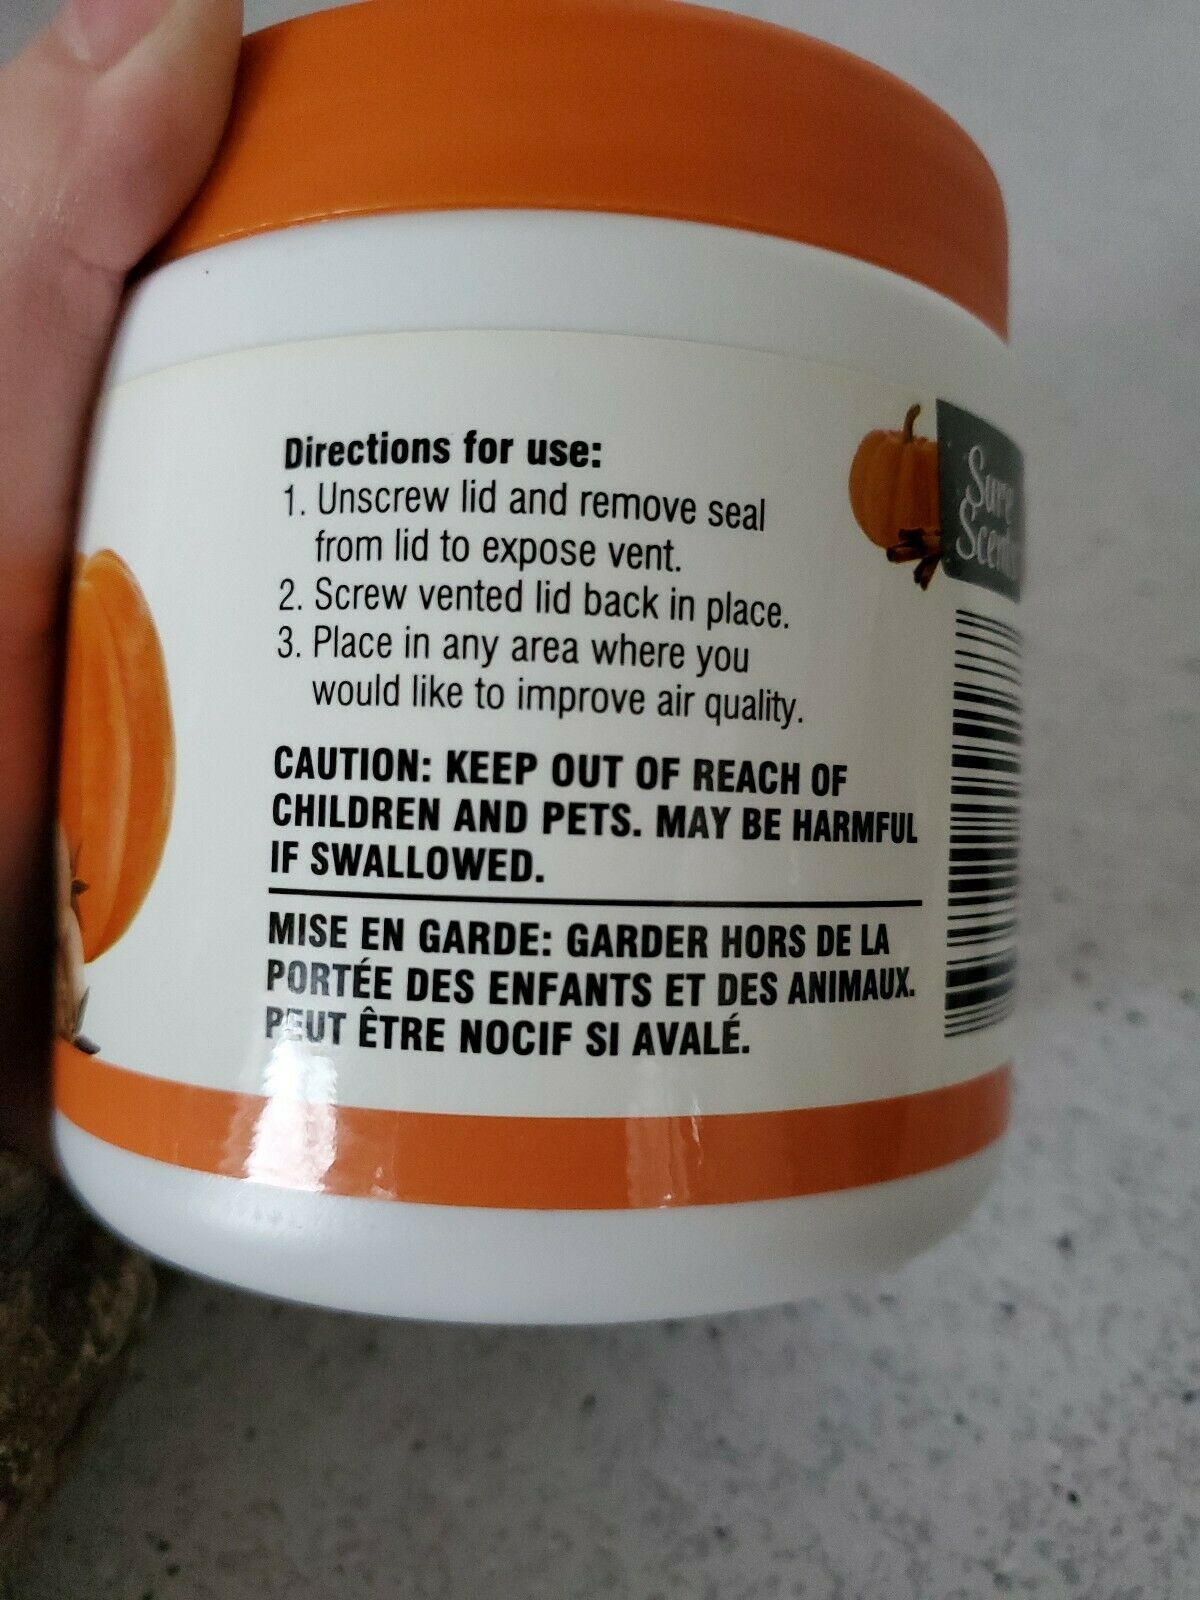 Directions for use:
1. Unscrew lid and remove seal
from lid to expose vent.
2. Screw vented lid back in place.
3. Place in any area where you
would like to improve air quality.
CAUTION: KEEP OUT OF REACH OF
CHILDREN AND PETS. MAY BE HARMFUL
IF SWALLOWED.
MISE EN GARDE: GARDER HORS DE LA
PORTÉE DES ENFANTS ET DES ANIMAUX.
PEUT ÊTRE NOCIF SI AVALÉ.
Sure